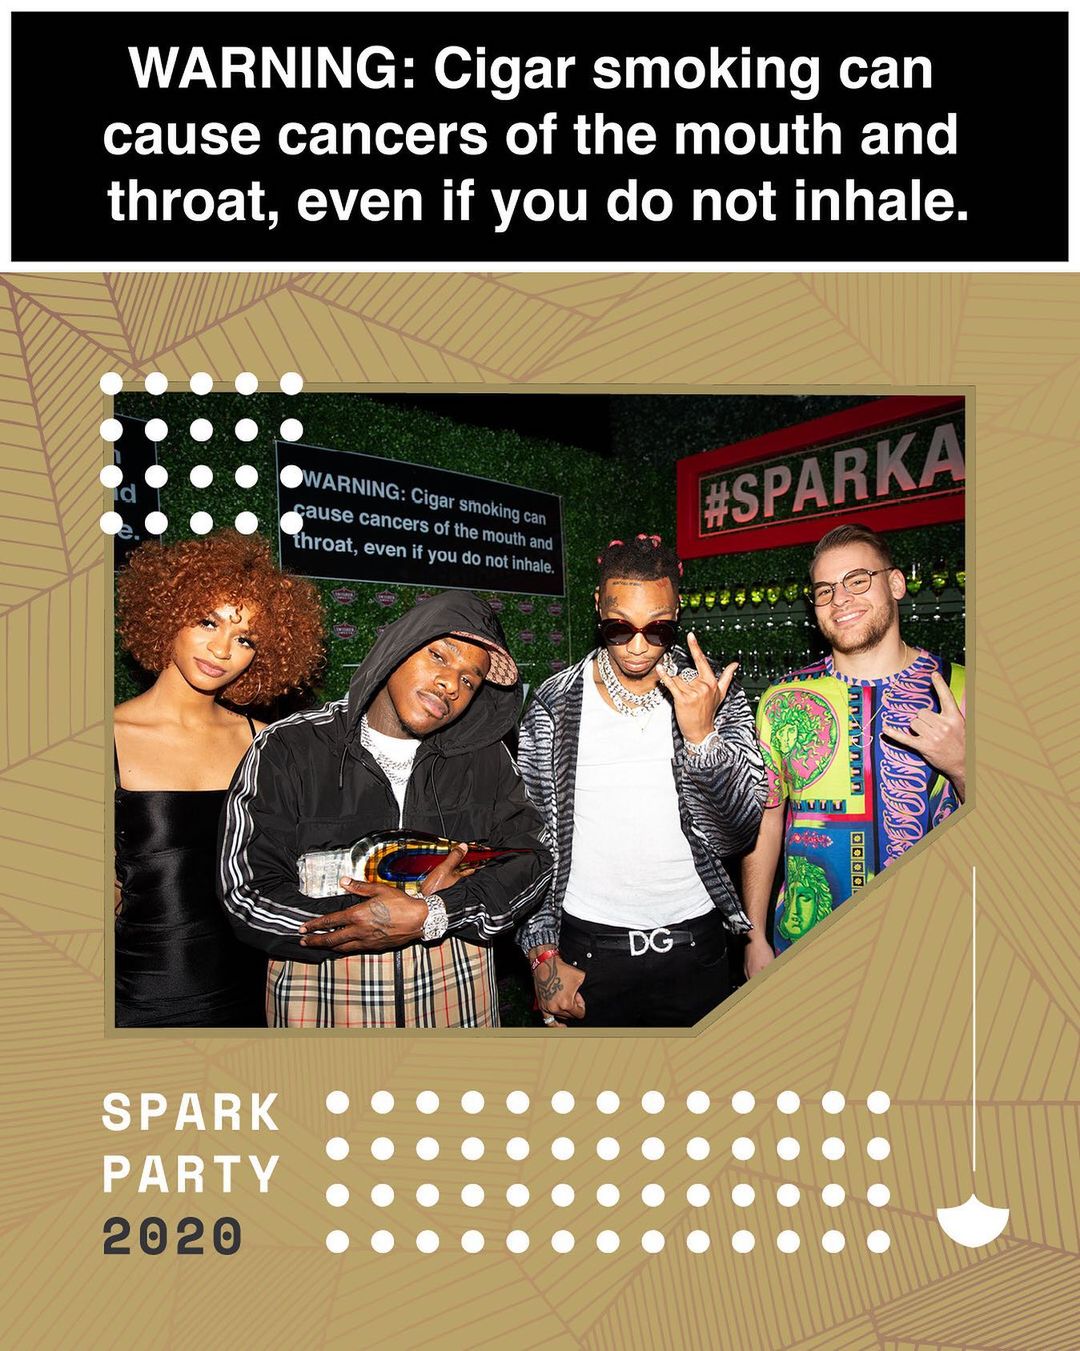 WARNING: Cigar smoking can
cause cancers of the mouth and
throat, even if you do not inhale.
WARNING: Cigar smoking can
cause cancers of the mouth and
throat, even if you do not inhale.
#SPARKA
DG
SPARK
PARTY
2020